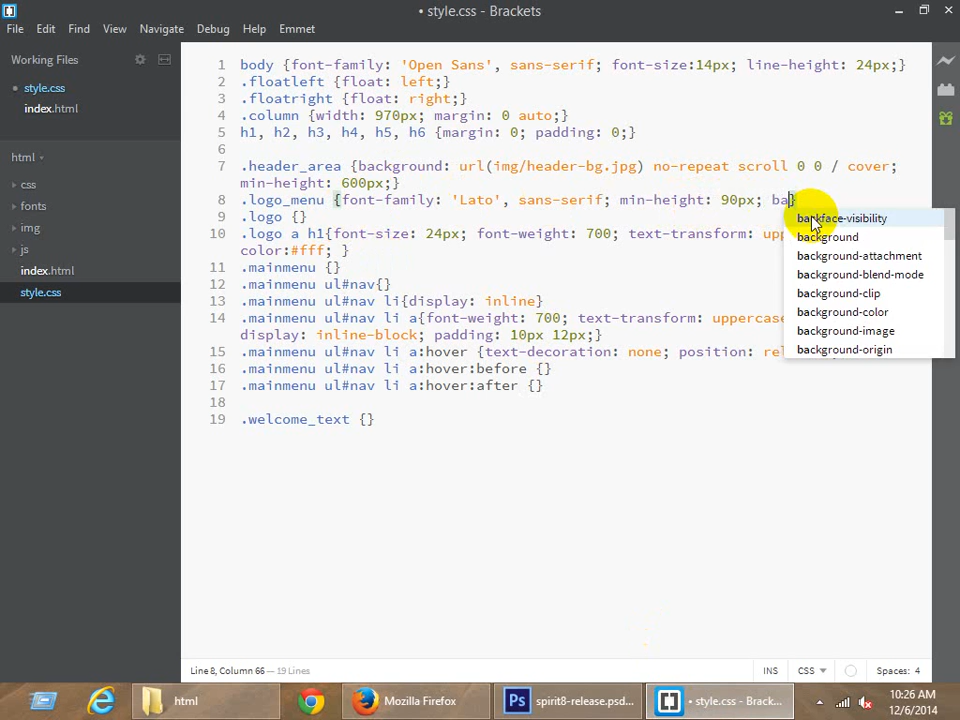 • style.css - Brackets
File Edit Find View Navigate Debug Help Emmet
Working Files
style.css
index.html
html
css
fonts
img
js
index.html
style.css
1 body {font-family: 'Open Sans', sans-serif; font-size:14px; line-height: 24px;}
2 .floatleft {float: left;}
3 .floatright {float: right;}
4 .column {width: 970px; margin: 0 auto;}
5 h1, h2, h3, h4, h5, h6 {margin: 0; padding: 0;}
6
7 .header_area {background: url(img/header-bg.jpg) no-repeat scroll 0 0 / cover;
min-height: 600px;}
8 .logo_menu {font-family: 'Lato', sans-serif; min-height: 90px; ba}
9 .logo {}
10 .logo a h1{font-size: 24px; font-weight: 700; text-transform: upp
color:#fff; }
11 .mainmenu {}
12 .mainmenu ul#nav{}
13 .mainmenu ul#nav li{display: inline}
14 .mainmenu ul#nav li a{font-weight: 700; text-transform: uppercase
display: inline-block; padding: 10px 12px;}
15 .mainmenu ul#nav li a:hover {text-decoration: none; position: rel
16 .mainmenu ul#nav li a:hover:before {}
17 .mainmenu ul#nav li a:hover:after {}
18
19 .welcome_text {}
backface-visibility
background
background-attachment
background-blend-mode
background-clip
background-color
background-image
background-origin
Line 8, Column 66 — 19 Lines
INS CSS Spaces: 4
html Mozilla Firefox Ps spirit8-release.psd... • style.css - Brack...
10:26 AM
12/6/2014